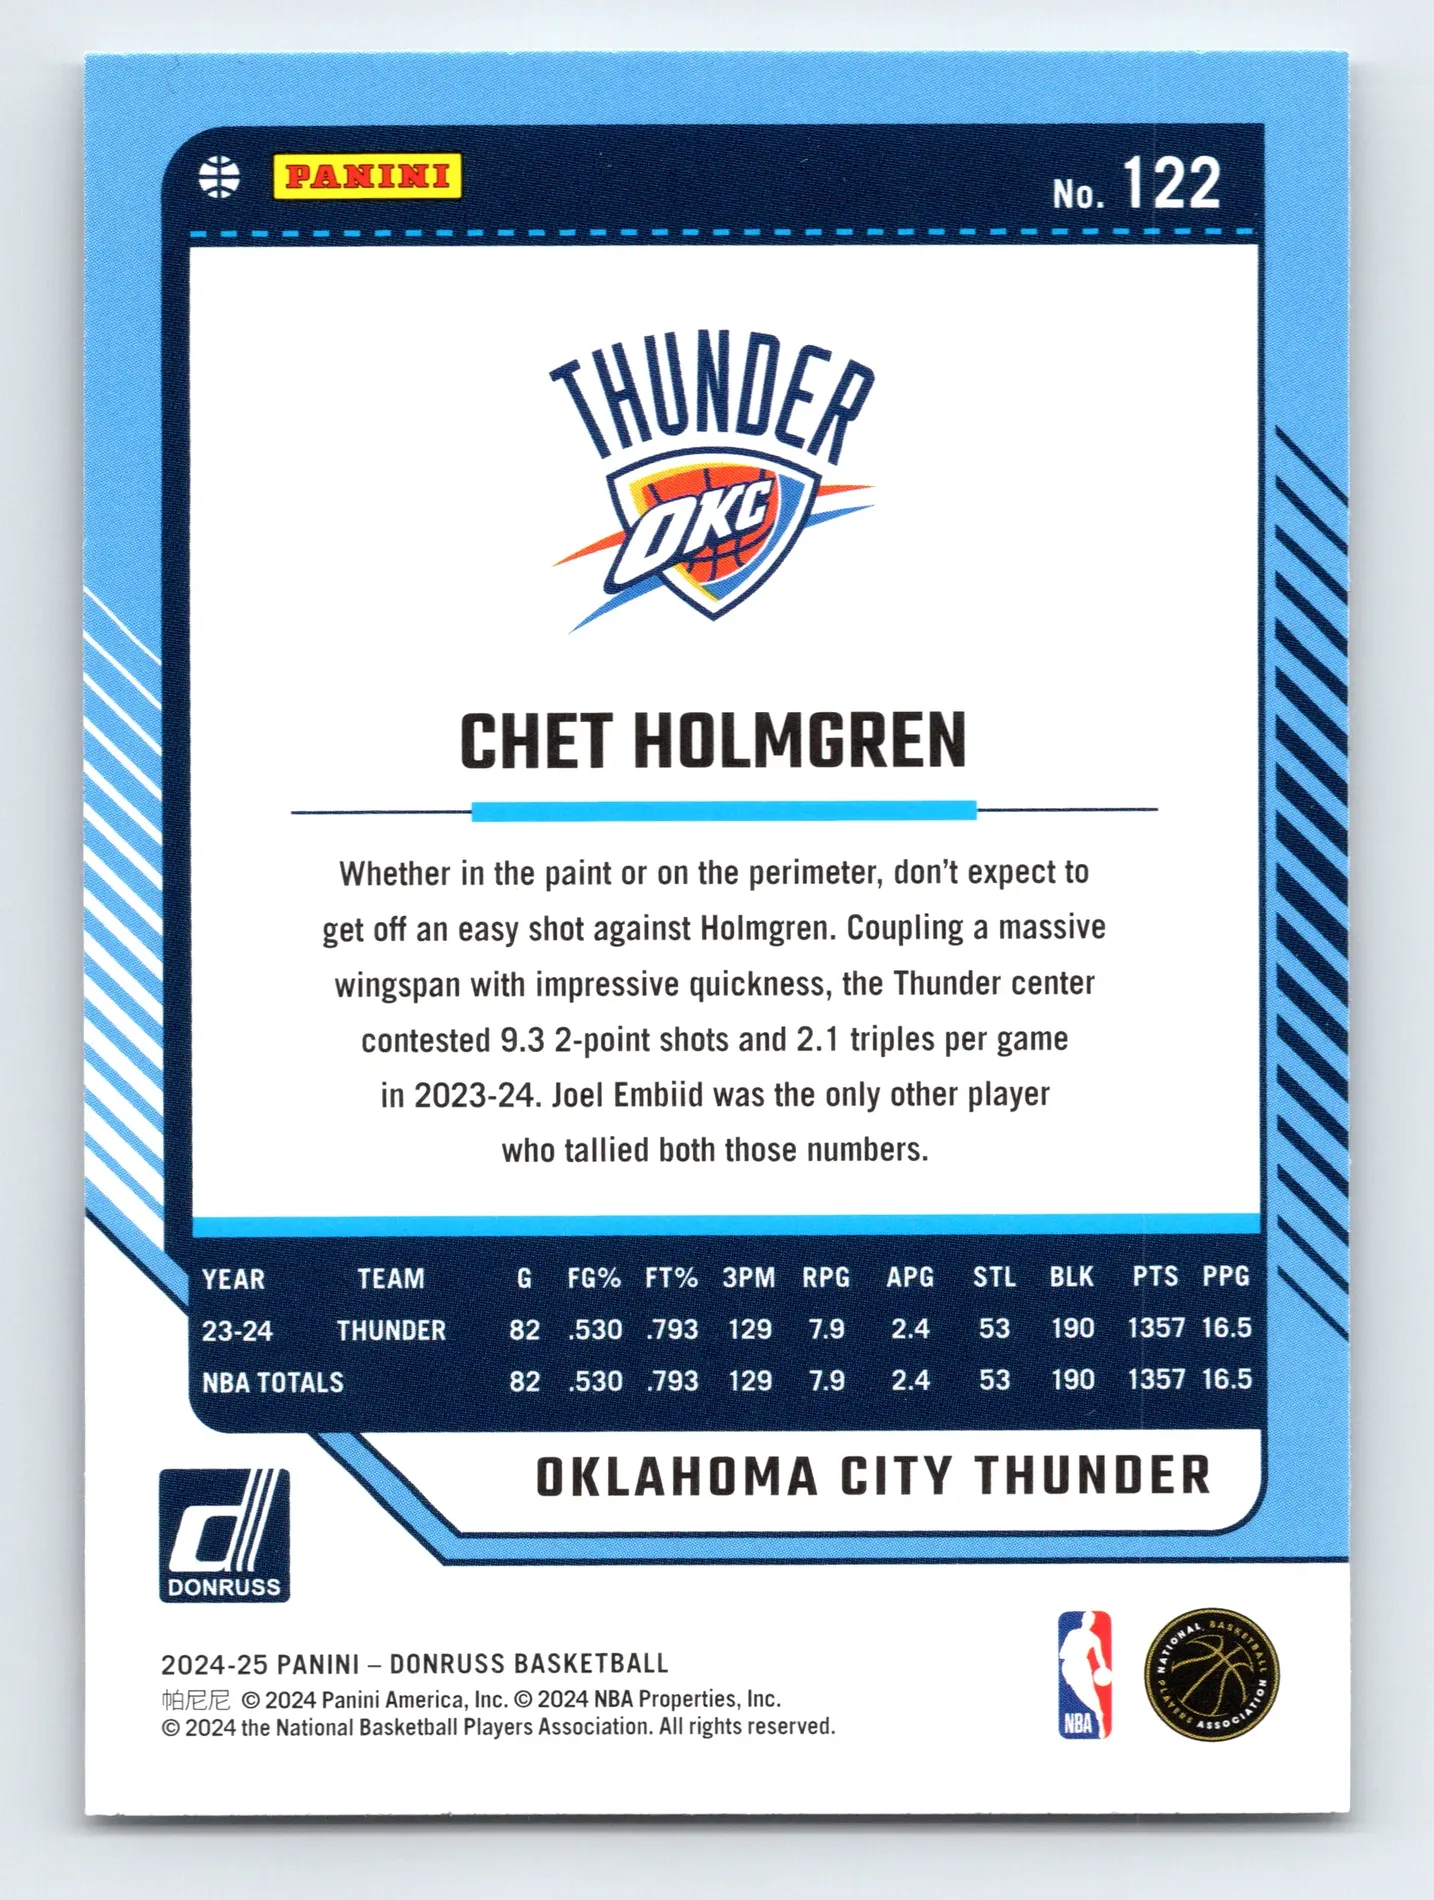 PANINI
No. 122
THUNDER
OKC
CHET HOLMGREN
Whether in the paint or on the perimeter, don't expect to
get off an easy shot against Holmgren. Coupling a massive
wingspan with impressive quickness, the Thunder center
contested 9.3 2-point shots and 2.1 triples per game
in 2023-24. Joel Embiid was the only other player
who tallied both those numbers.
YEAR TEAM G FG% FT% 3PM RPG APG STL BLK PTS PPG
23-24 THUNDER 82 .530 .793 129 7.9 2.4 53 190 1357 16.5
NBA TOTALS 82 .530 .793 129 7.9 2.4 53 190 1357 16.5
OKLAHOMA CITY THUNDER
d
DONRUSS
2024-25 PANINI – DONRUSS BASKETBALL
帕尼尼 © 2024 Panini America, Inc. © 2024 NBA Properties, Inc.
© 2024 the National Basketball Players Association. All rights reserved.
NBA
NATIONAL BASKETBALL PLAYERS ASSOCIATION